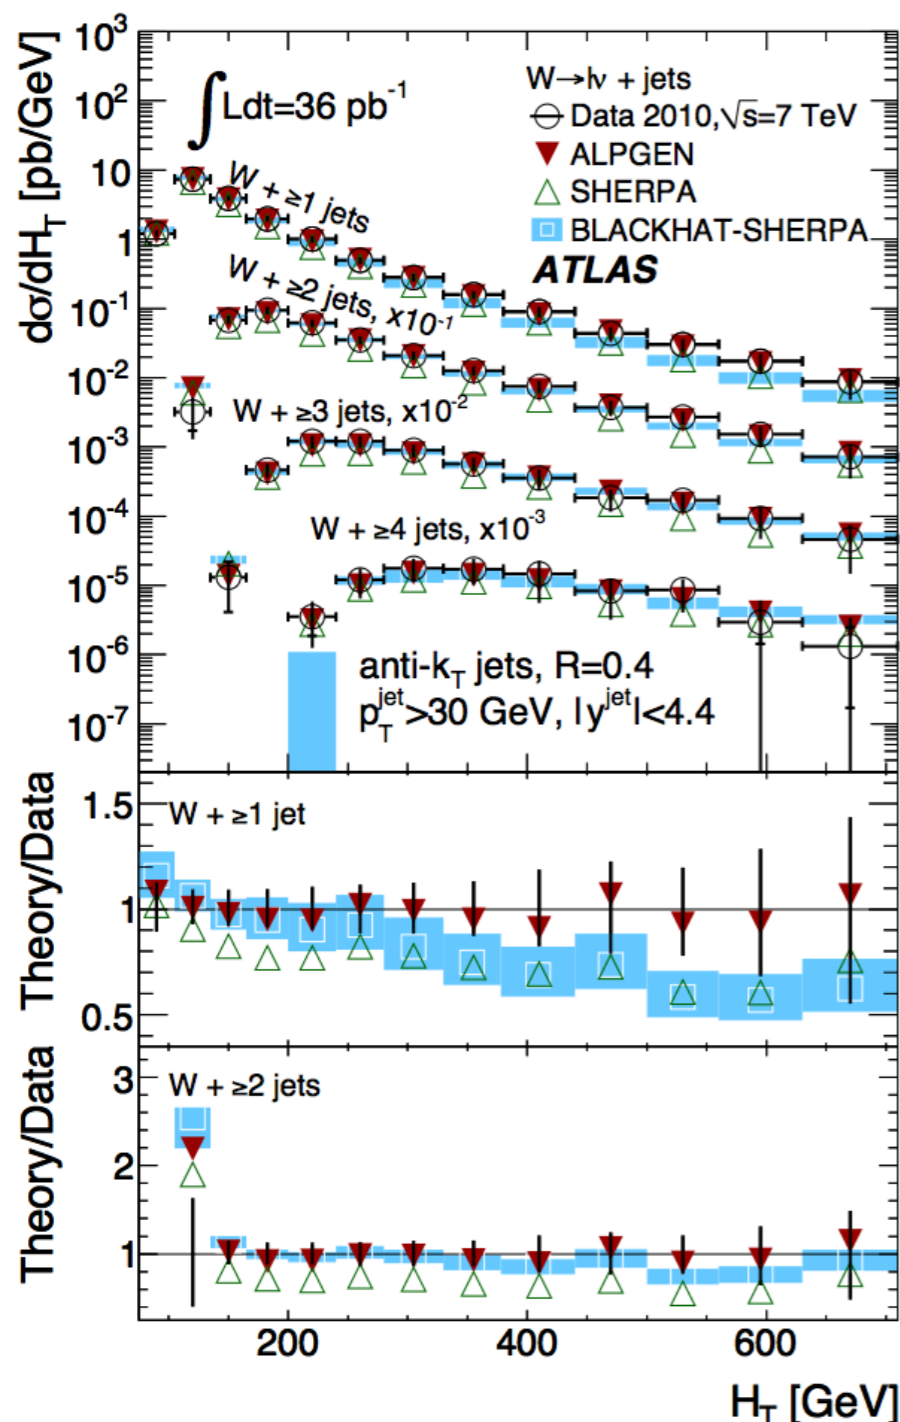 dσ/dH_T [pb/GeV]
10³
10²
10
1
10⁻¹
10⁻²
10⁻³
10⁻⁴
10⁻⁵
10⁻⁶
10⁻⁷
∫Ldt=36 pb⁻¹
W→lν + jets
Data 2010,√s=7 TeV
ALPGEN
SHERPA
BLACKHAT-SHERPA
ATLAS
W + ≥1 jets
W + ≥2 jets, x10⁻¹
W + ≥3 jets, x10⁻²
W + ≥4 jets, x10⁻³
anti-k_T jets, R=0.4
p_T^jet>30 GeV, |y^jet|<4.4
Theory/Data
1.5
1
0.5
W + ≥1 jet
Theory/Data
3
2
1
W + ≥2 jets
200 400 600
H_T [GeV]